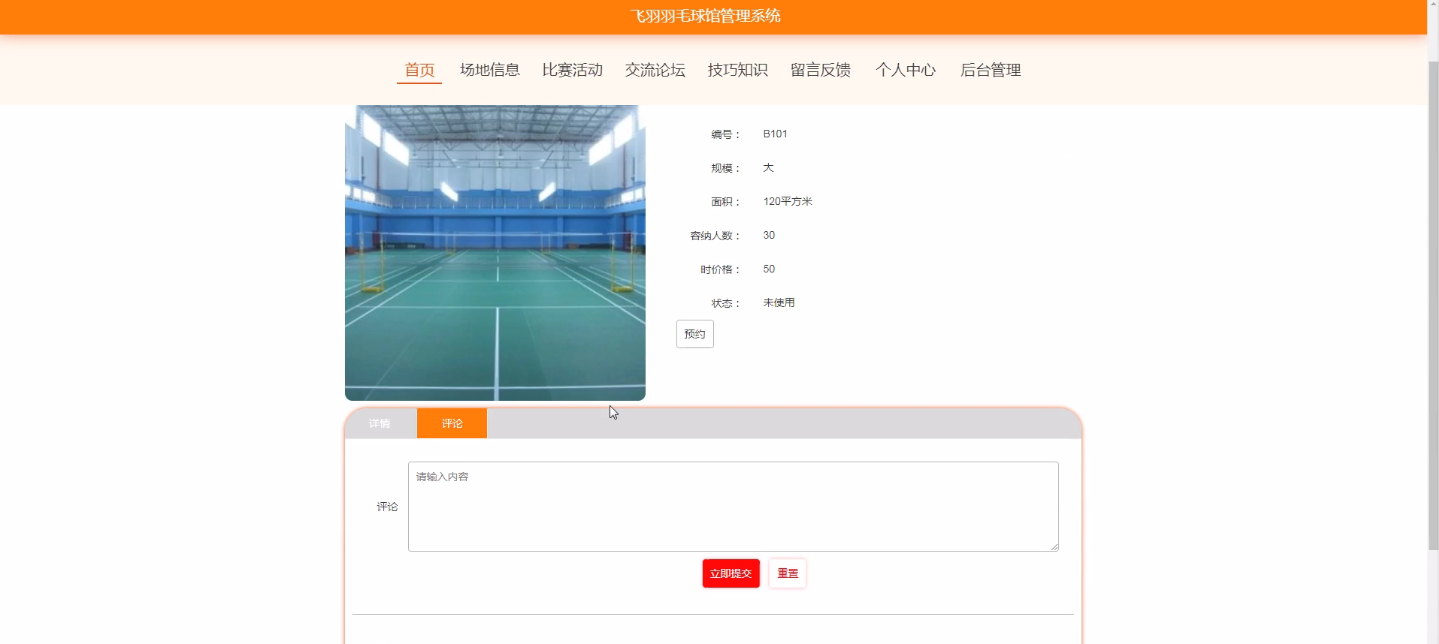 飞羽羽毛球馆管理系统
首页 场地信息 比赛活动 交流论坛 技巧知识 留言反馈 个人中心 后台管理
编号： B101
规模： 大
面积： 120平方米
容纳人数： 30
时价格： 50
状态： 未使用
预约
详情 评论
请输入内容
评论
立即提交 重置